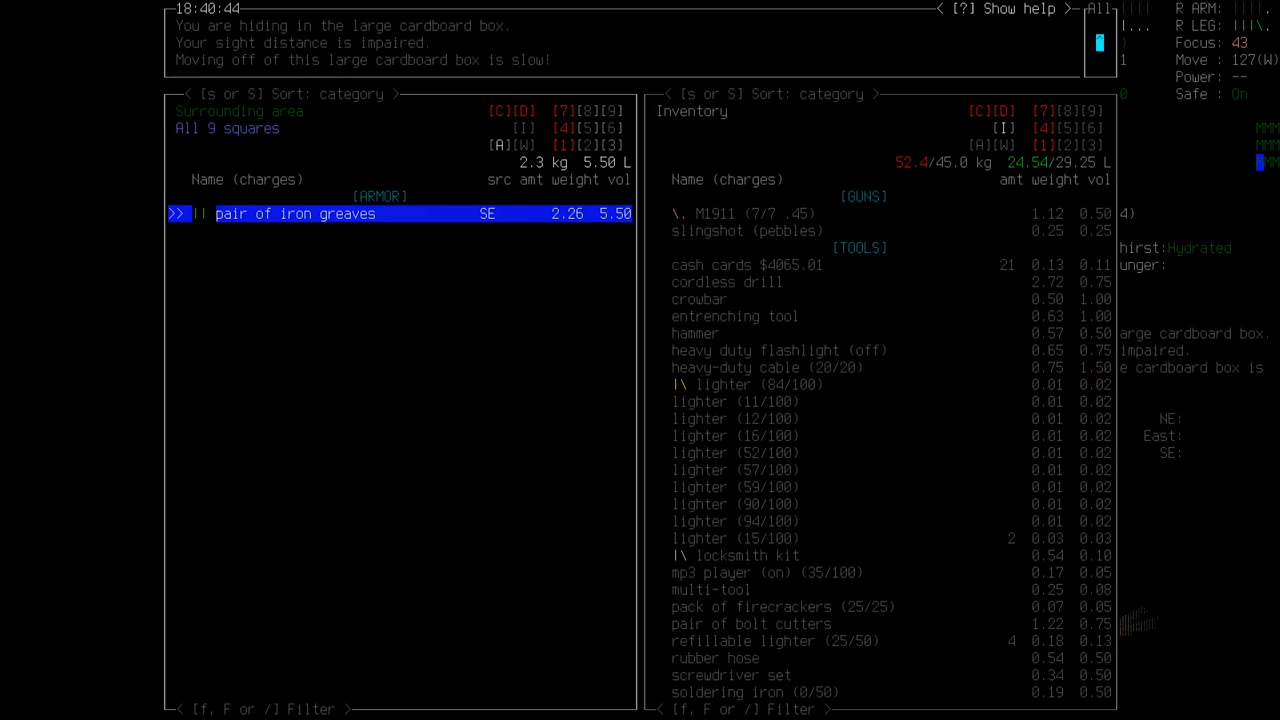 18:40:44 < [?] Show help > All R ARM: ||||.
You are hiding in the large cardboard box. |... R LEG: |||\.
Your sight distance is impaired. ^ ) Focus: 43
Moving off of this large cardboard box is slow! 1 Move : 127(W)
Power: --
< [s or S] Sort: category > < [s or S] Sort: category > 0 Safe : On
Surrounding area [C][D] [7][8][9] Inventory [C][D] [7][8][9]
All 9 squares [I] [4][5][6] [I] [4][5][6] MMM
[A][W] [1][2][3] [A][W] [1][2][3] MMM
2.3 kg 5.50 L 52.4/45.0 kg 24.54/29.25 L MM
Name (charges) src amt weight vol Name (charges) amt weight vol
[ARMOR] [GUNS]
>> || pair of iron greaves SE 2.26 5.50 \. M1911 (7/7 .45) 1.12 0.50 4)
slingshot (pebbles) 0.25 0.25
[TOOLS] hirst:Hydrated
cash cards $4065.01 21 0.13 0.11 unger:
cordless drill 2.72 0.75
crowbar 0.50 1.00
entrenching tool 0.63 1.00
hammer 0.57 0.50 arge cardboard box.
heavy duty flashlight (off) 0.65 0.75 impaired.
heavy-duty cable (20/20) 0.75 1.50 e cardboard box is
|\ lighter (84/100) 0.01 0.02
lighter (11/100) 0.01 0.02
lighter (12/100) 0.01 0.02 NE:
lighter (16/100) 0.01 0.02 East:
lighter (52/100) 0.01 0.02 SE:
lighter (57/100) 0.01 0.02
lighter (59/100) 0.01 0.02
lighter (90/100) 0.01 0.02
lighter (94/100) 0.01 0.02
lighter (15/100) 2 0.03 0.03
|\ locksmith kit 0.54 0.10
mp3 player (on) (35/100) 0.17 0.05
multi-tool 0.25 0.08
pack of firecrackers (25/25) 0.07 0.05
pair of bolt cutters 1.22 0.75
refillable lighter (25/50) 4 0.18 0.13
rubber hose 0.54 0.50
screwdriver set 0.34 0.50
soldering iron (0/50) 0.19 0.50
< [f, F or /] Filter > < [f, F or /] Filter >